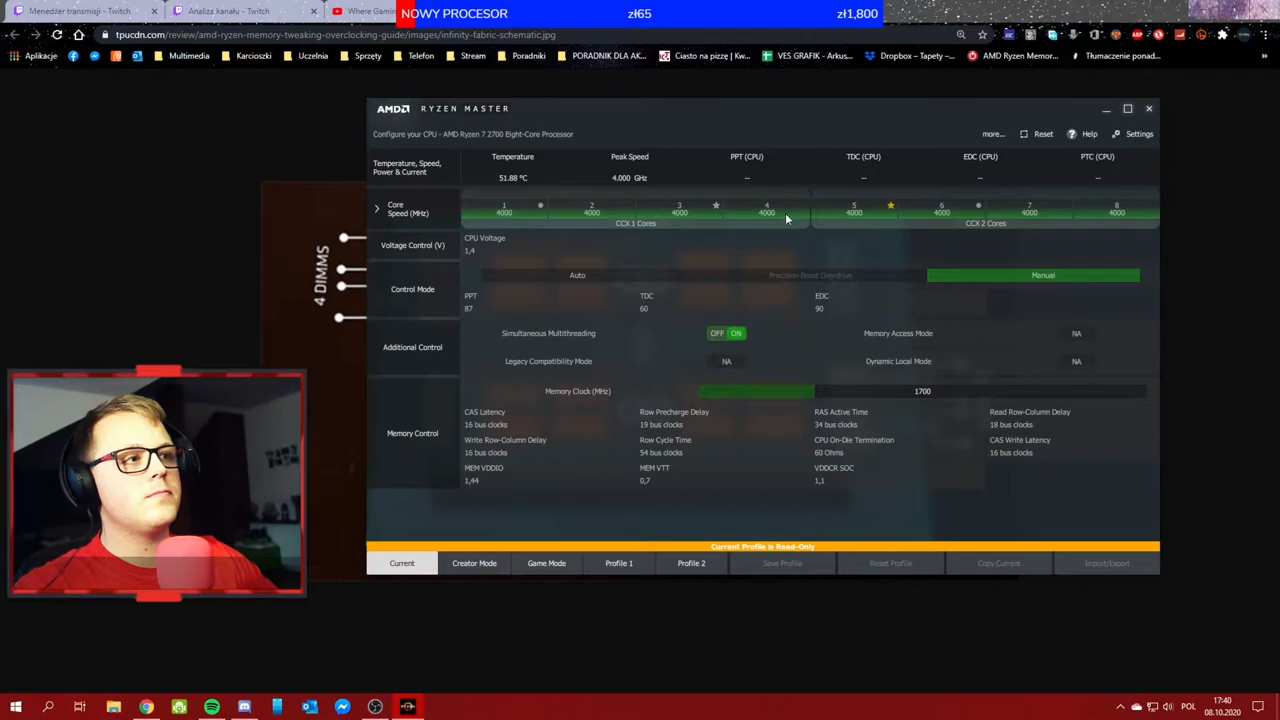 NOWY PROCESOR zł65 zł1,800
Menedżer transmisji - Twitch
Analiza kanału - Twitch
Where Gamin
tpucdn.com/review/amd-ryzen-memory-tweaking-overclocking-guide/images/infinity-fabric-schematic.jpg
Aplikacje Multimedia Karcioszki Uczelnia Sprzęty Telefon Stream Poradniki PORADNIK DLA AK... Ciasto na pizzę | Kw... VES GRAFIK - Arkus... Dropbox – Tapety –... AMD Ryzen Memor... Tłumaczenie ponad...
AMD RYZEN MASTER
Configure your CPU - AMD Ryzen 7 2700 Eight-Core Processor
more... Reset Help Settings
Temperature, Speed, Power & Current
Temperature Peak Speed PPT (CPU) TDC (CPU) EDC (CPU) PTC (CPU)
51.88 °C 4.000 GHz -- -- -- --
Core Speed (MHz)
1 2 3 4 5 6 7 8
4000 4000 4000 4000 4000 4000 4000 4000
CCX 1 Cores CCX 2 Cores
Voltage Control (V)
CPU Voltage
1,4
Control Mode
Auto Precision Boost Overdrive Manual
PPT TDC EDC
87 60 90
Additional Control
Simultaneous Multithreading OFF ON Memory Access Mode NA
Legacy Compatibility Mode NA Dynamic Local Mode NA
Memory Control
Memory Clock (MHz) 1700
CAS Latency Row Precharge Delay RAS Active Time Read Row-Column Delay
16 bus clocks 19 bus clocks 34 bus clocks 18 bus clocks
Write Row-Column Delay Row Cycle Time CPU On-Die Termination CAS Write Latency
16 bus clocks 54 bus clocks 60 Ohms 16 bus clocks
MEM VDDIO MEM VTT VDDCR SOC
1,44 0,7 1,1
Current Profile is Read-Only
Current Creator Mode Game Mode Profile 1 Profile 2 Save Profile Reset Profile Copy Current Import/Export
4 DIMMS
POL
17:40
08.10.2020